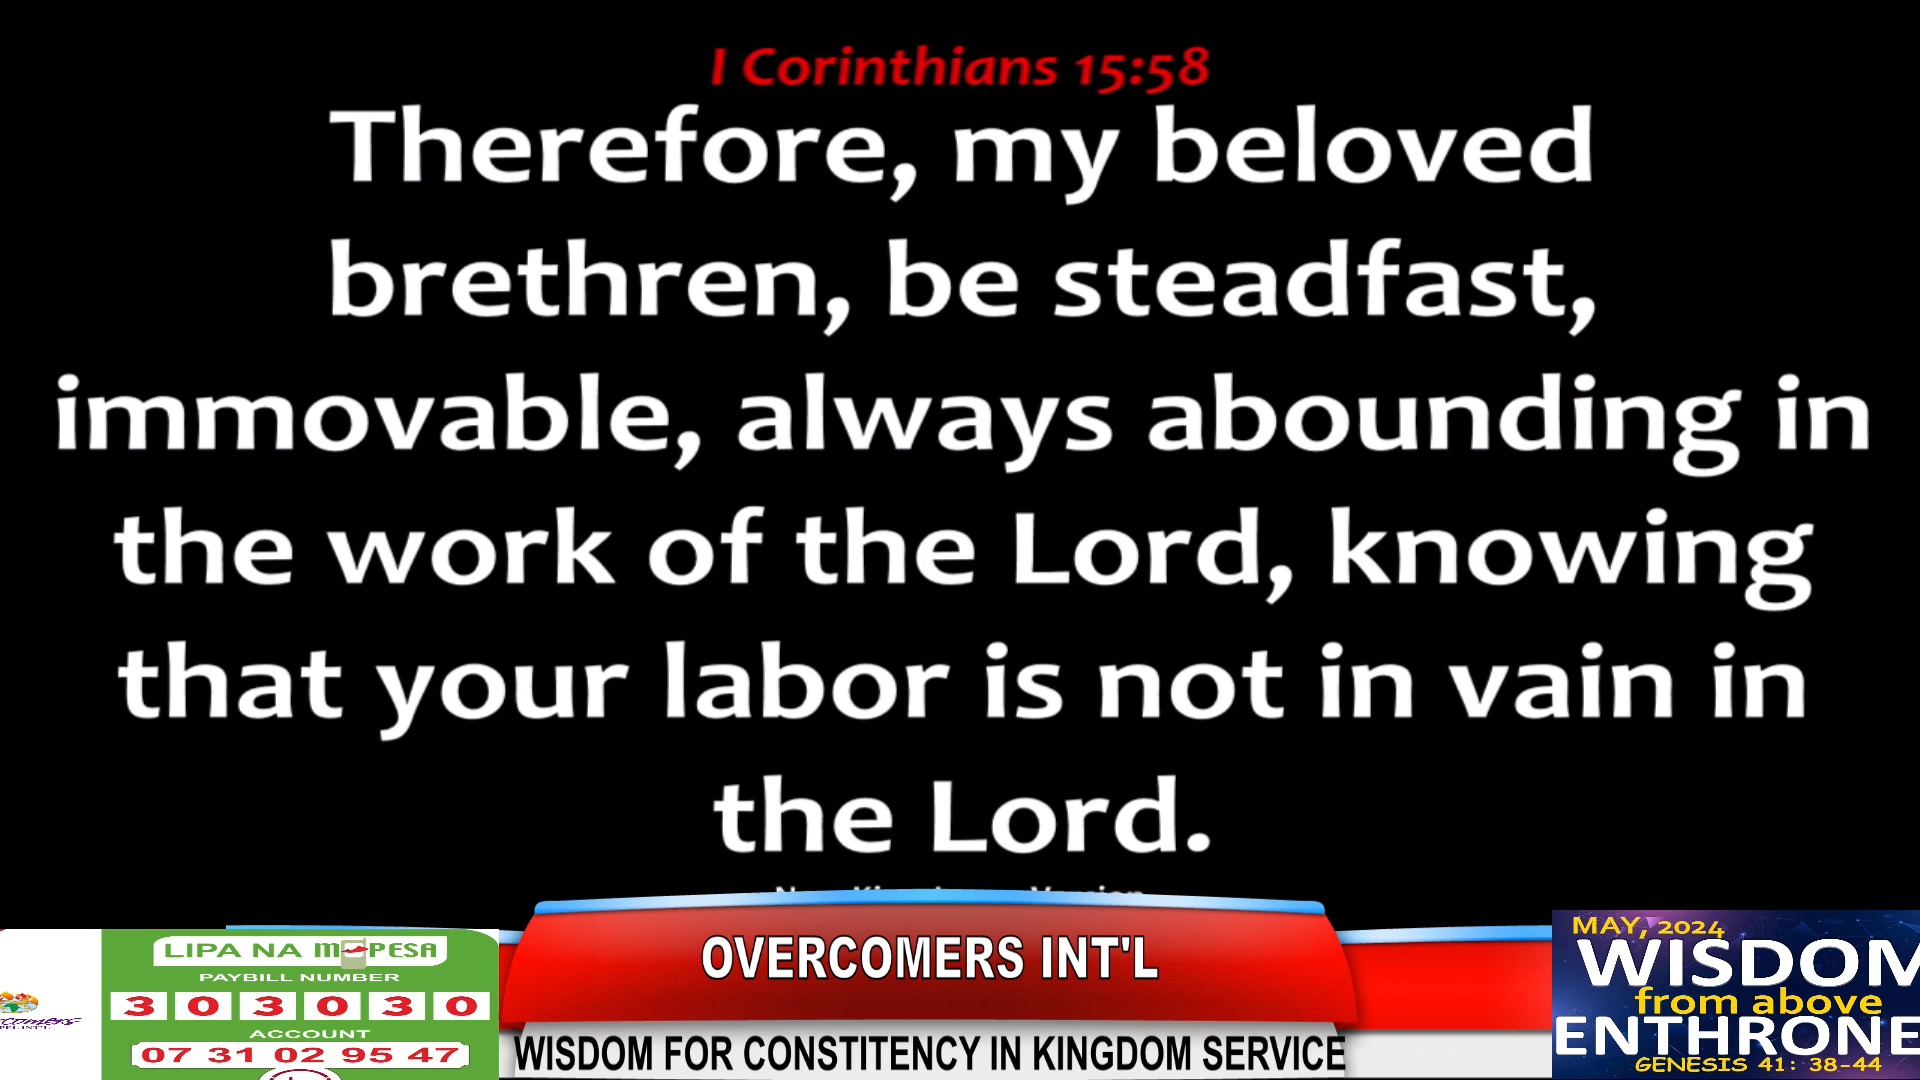 I Corinthians 15:58
Therefore, my beloved
brethren, be steadfast,
immovable, always abounding in
the work of the Lord, knowing
that your labor is not in vain in
the Lord.
LIPA NA M-PESA
PAYBILL NUMBER
3 0 3 0 3 0
ACCOUNT
07 31 02 95 47
OVERCOMERS INT'L
WISDOM FOR CONSTITENCY IN KINGDOM SERVICE
MAY, 2024
WISDOM
from above
ENTHRONE
GENESIS 41: 38-44